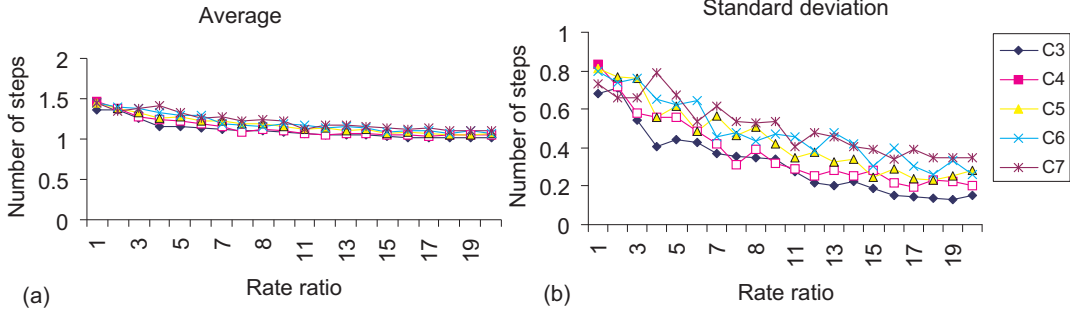 Average
Number of steps
2
1.5
1
0.5
0
1 3 5 7 8 11 13 15 17 19
Rate ratio
(a)
Standard deviation
Number of steps
1
0.8
0.6
0.4
0.2
0
1 3 5 7 8 11 13 15 17 19
Rate ratio
(b)
C3
C4
C5
C6
C7